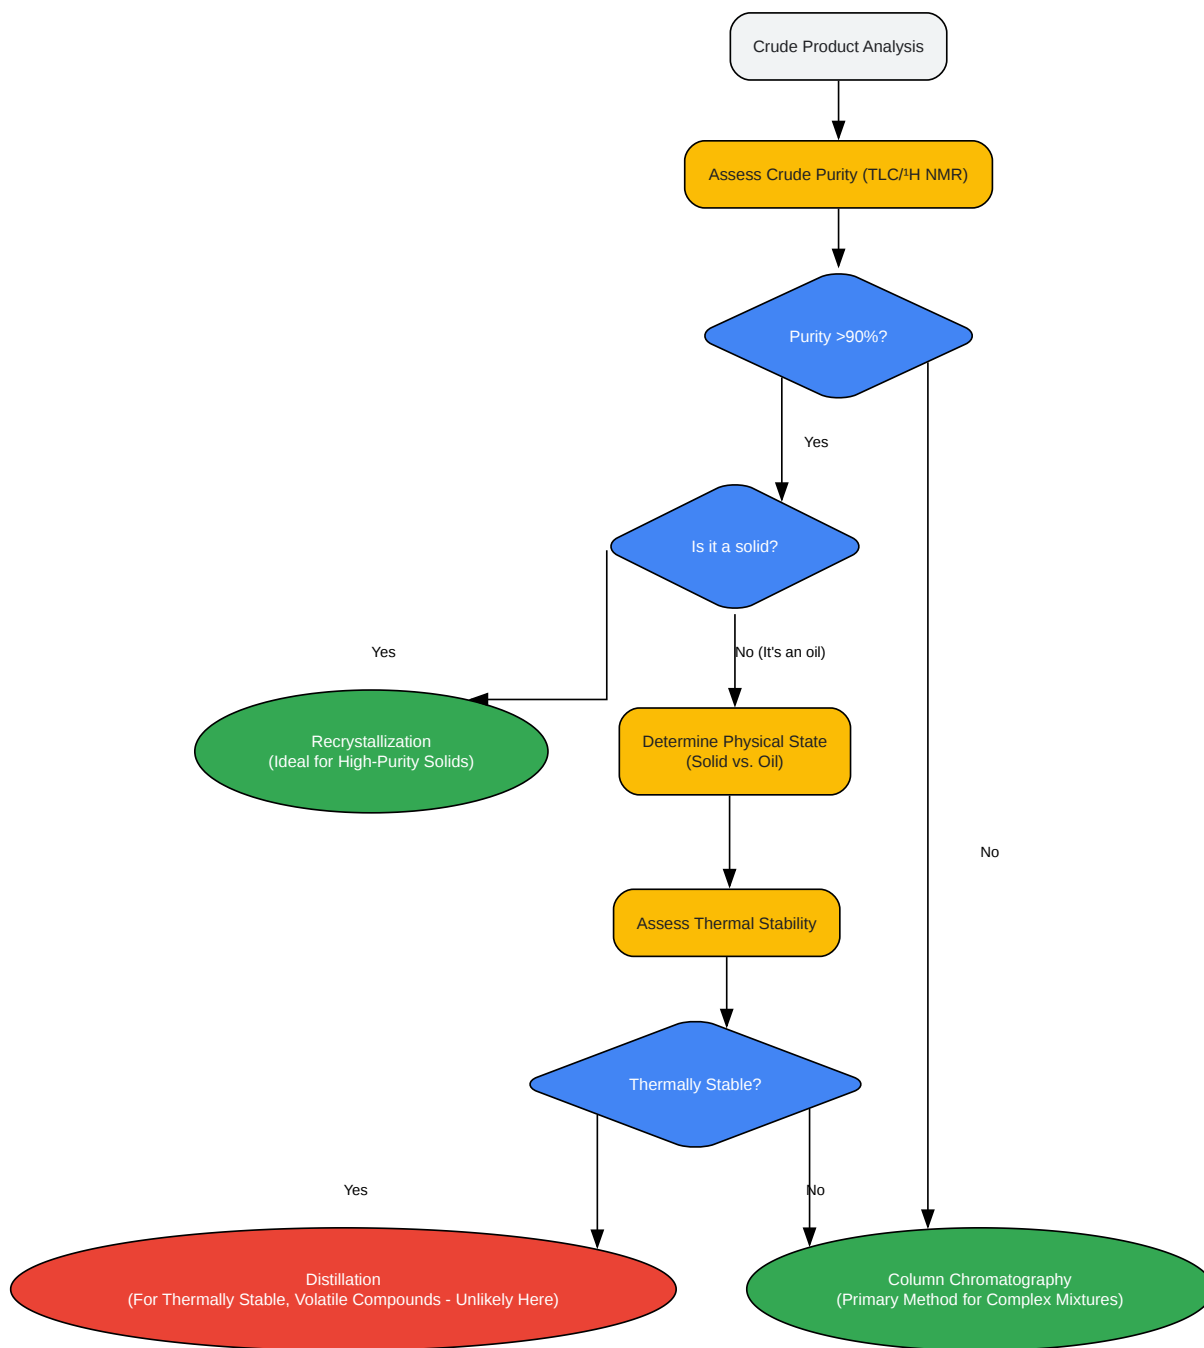 Crude Product Analysis
Assess Crude Purity (TLC/¹H NMR)
Purity >90%?
Yes
Is it a solid?
Yes
No (It's an oil)
Recrystallization
(Ideal for High-Purity Solids)
Determine Physical State
(Solid vs. Oil)
No
Assess Thermal Stability
Thermally Stable?
Yes
No
Distillation
(For Thermally Stable, Volatile Compounds - Unlikely Here)
Column Chromatography
(Primary Method for Complex Mixtures)